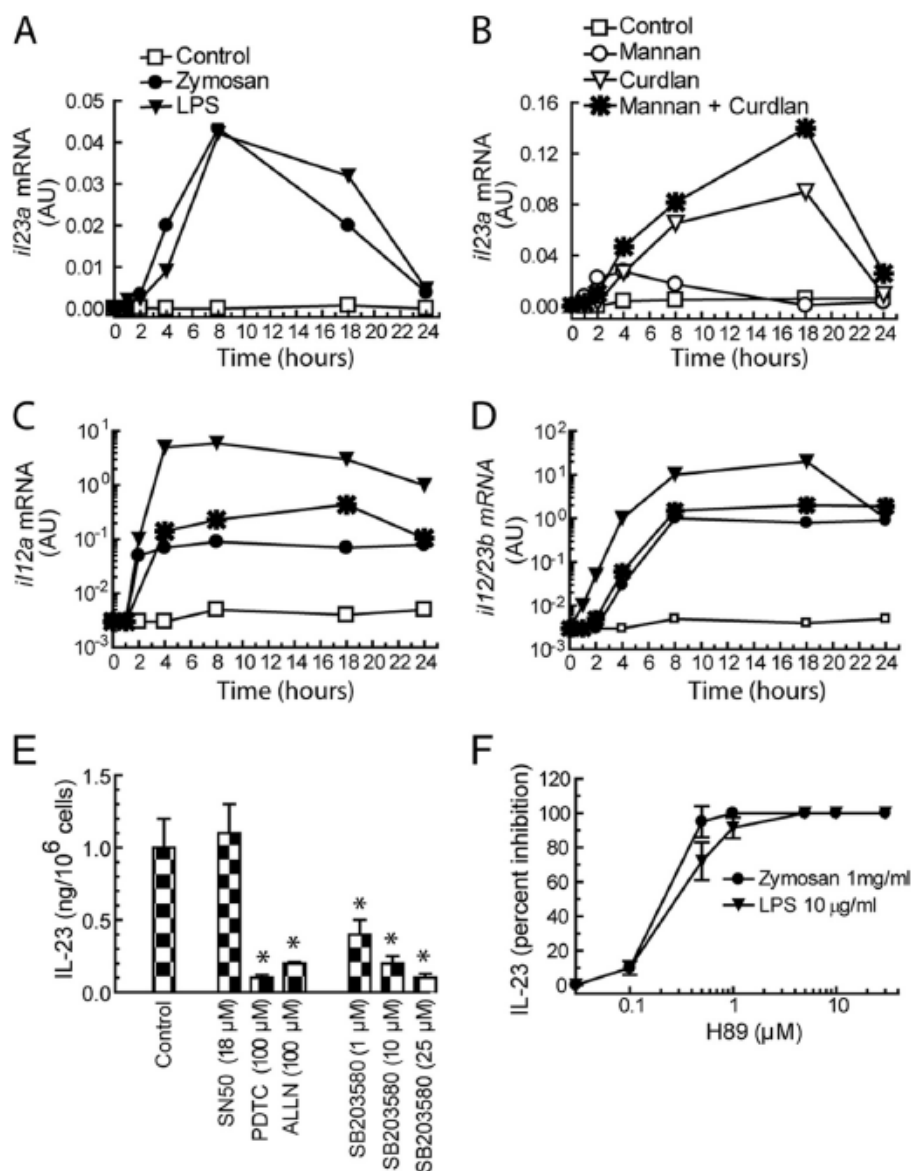 A
Control
Zymosan
LPS
il23a mRNA
(AU)
0.05
0.04
0.03
0.02
0.01
0.00
0 2 4 6 8 10 12 14 16 18 20 22 24
Time (hours)
B
Control
Mannan
Curdlan
Mannan + Curdlan
il23a mRNA
(AU)
0.16
0.12
0.08
0.04
0.00
0 2 4 6 8 10 12 14 16 18 20 22 24
Time (hours)
C
il12a mRNA
(AU)
10^1
10^0
10^-1
10^-2
10^-3
0 2 4 6 8 10 12 14 16 18 20 22 24
Time (hours)
D
il12/23b mRNA
(AU)
10^2
10^1
10^0
10^-1
10^-2
10^-3
0 2 4 6 8 10 12 14 16 18 20 22 24
Time (hours)
E
IL-23 (ng/10^6 cells)
1.5
1.0
0.5
0.0
* * * * *
Control
SN50 (18 µM)
PDTC (100 µM)
ALLN (100 µM)
SB203580 (1 µM)
SB203580 (10 µM)
SB203580 (25 µM)
F
IL-23 (percent inhibition)
120
100
80
60
40
20
0
Zymosan 1mg/ml
LPS 10 µg/ml
0.1 1 10
H89 (µM)